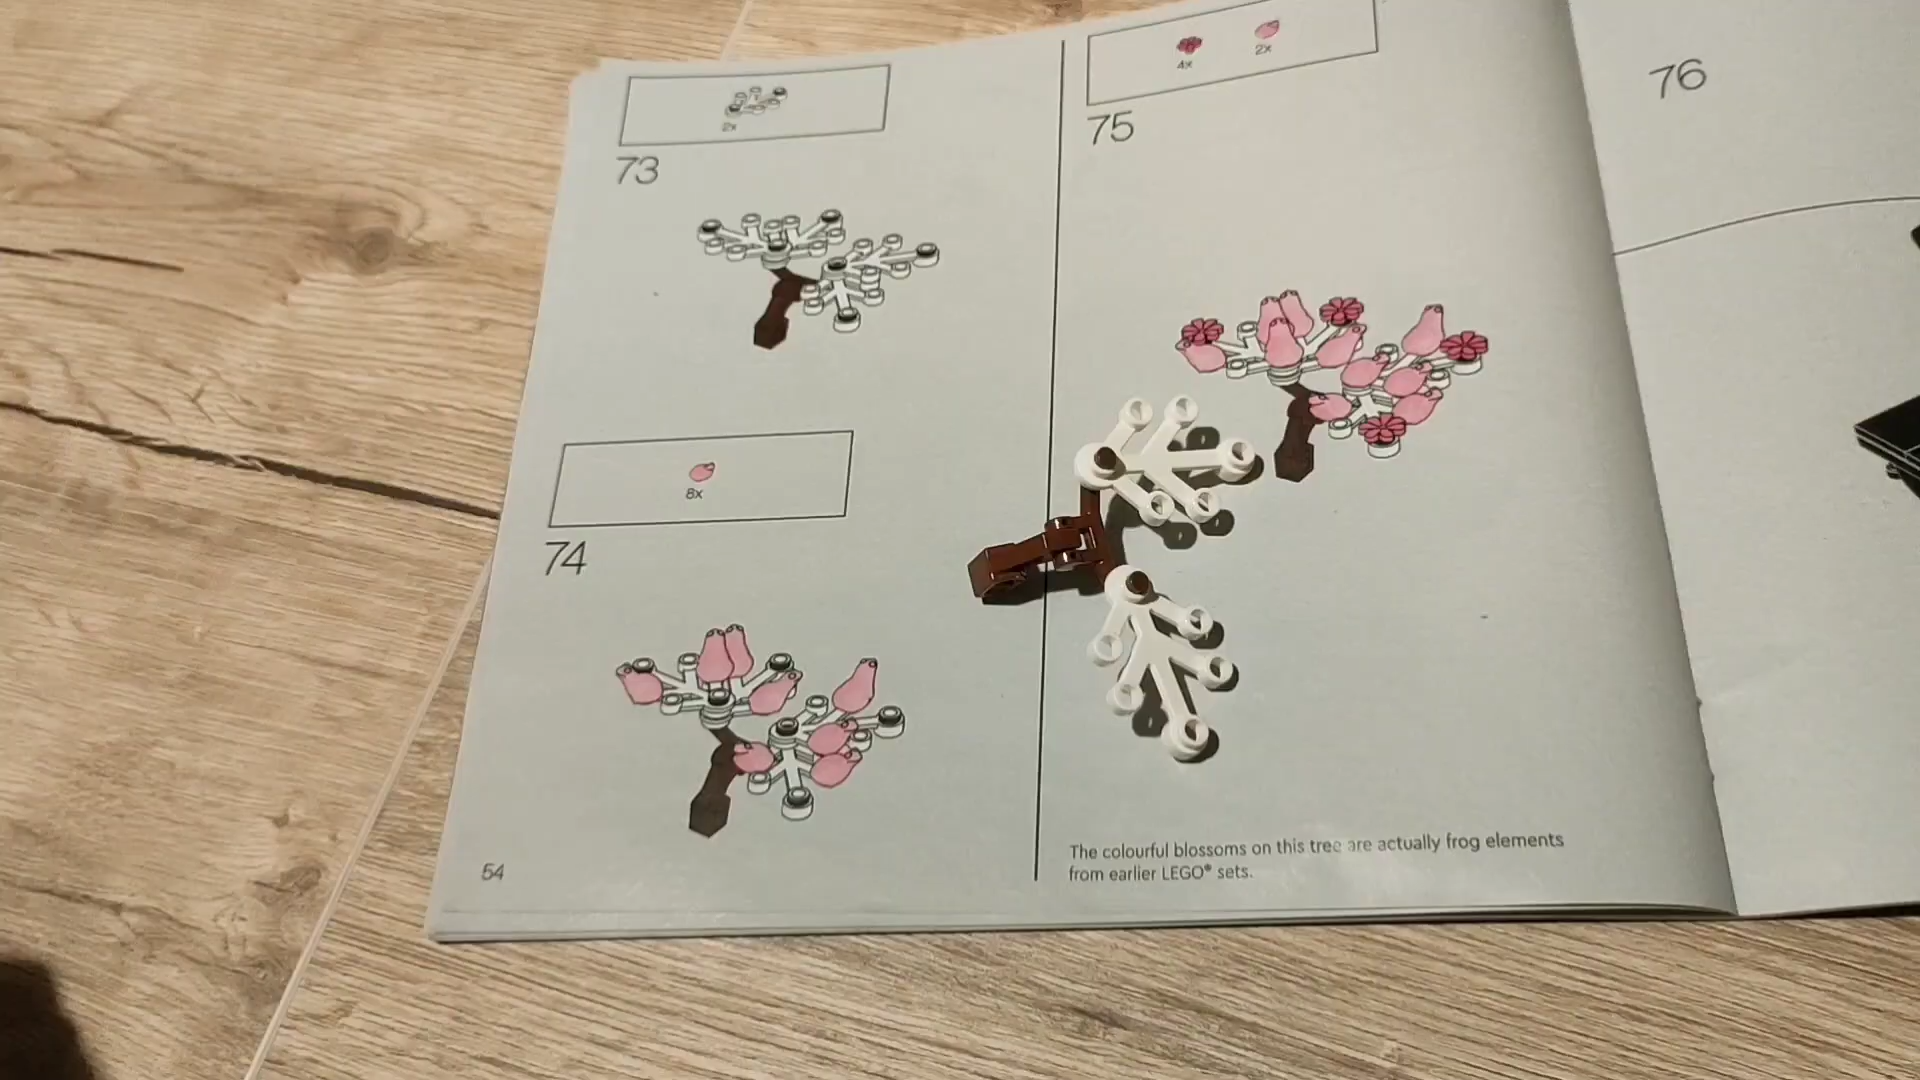 2x
73
8x
74
54
4x 2x
75
The colourful blossoms on this tree are actually frog elements
from earlier LEGO® sets.
76